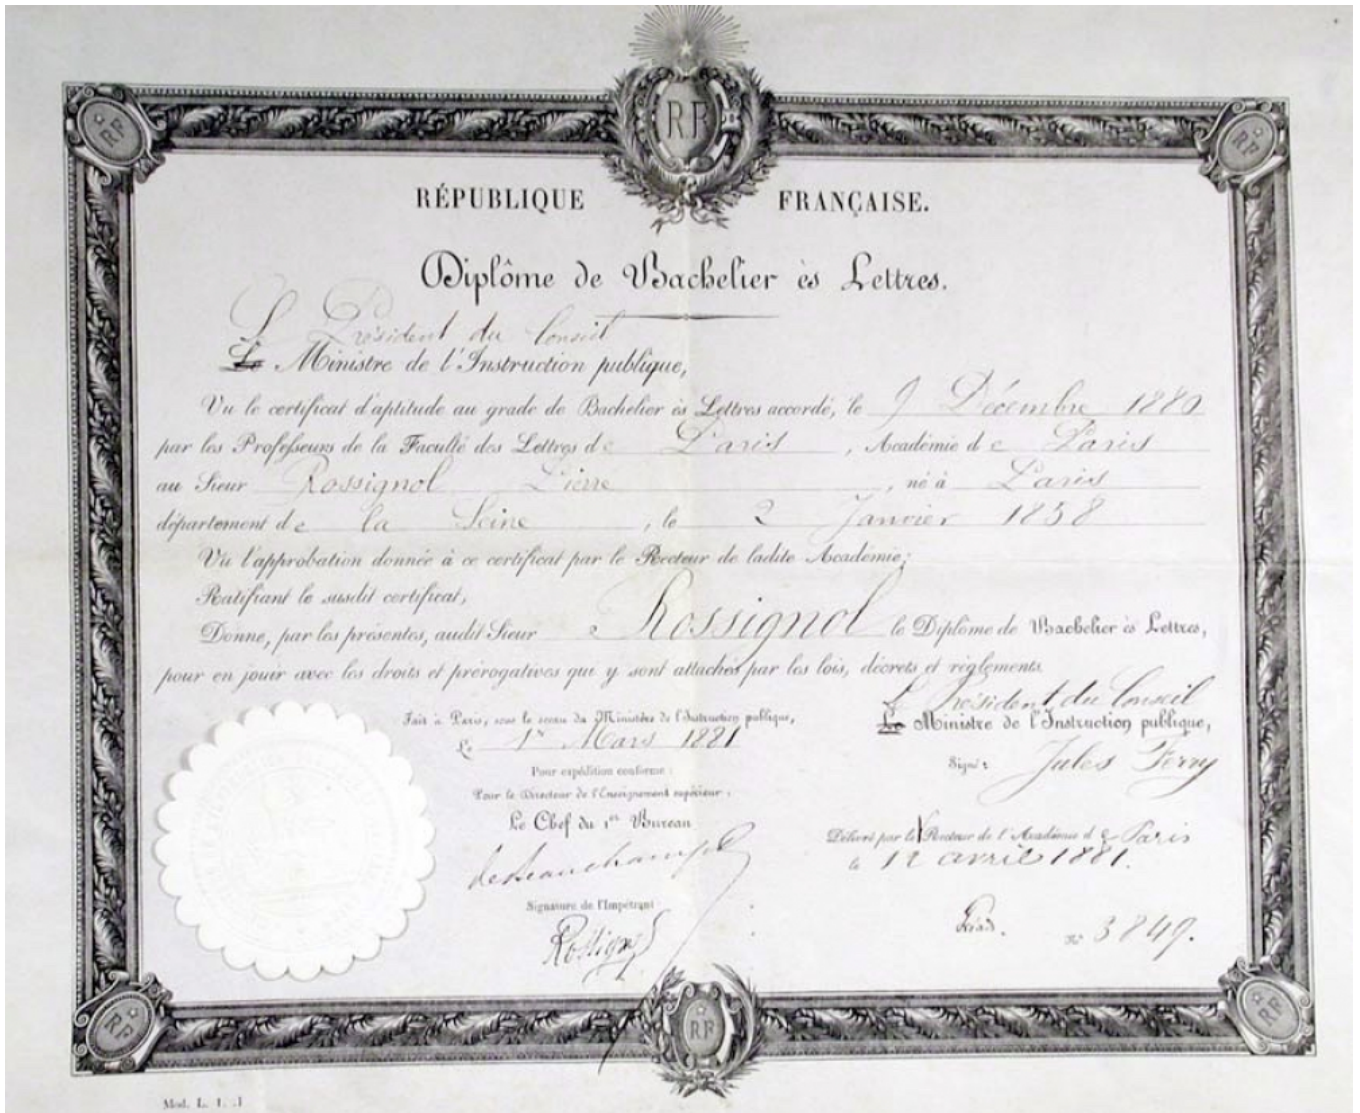 RF
RF
RF
RÉPUBLIQUE FRANÇAISE.
Diplôme de Bachelier ès Lettres.
L Président du Conseil
Le Ministre de l'Instruction publique,
Vu le certificat d'aptitude au grade de Bachelier ès Lettres accordé, le 9 Décembre 1880
par les Professeurs de la Faculté des Lettres de Paris, Académie de Paris
au Sieur Rossignol Pierre, né à Paris
département de la Seine, le 2 Janvier 1858
Vu l'approbation donnée à ce certificat par le Recteur de ladite Académie;
Ratifiant le susdit certificat,
Donne, par les présentes, audit Sieur Rossignol le Diplôme de Bachelier ès Lettres,
pour en jouir avec les droits et prérogatives qui y sont attachés par les lois, décrets et règlements.
Fait à Paris, sous le sceau du Ministère de l'Instruction publique,
Le 1er Mars 1881
L Président du Conseil
Le Ministre de l'Instruction publique,
Signé: Jules Ferry
Pour expédition conforme:
Pour le Directeur de l'Enseignement supérieur:
Le Chef du 1er Bureau
de Beauchamp
Signature de l'Impétrant
Rossignol
Délivré par le Recteur de l'Académie de Paris
le 12 avril 1881.
No 3849.
RF
RF
RF
Mod. L. 1.